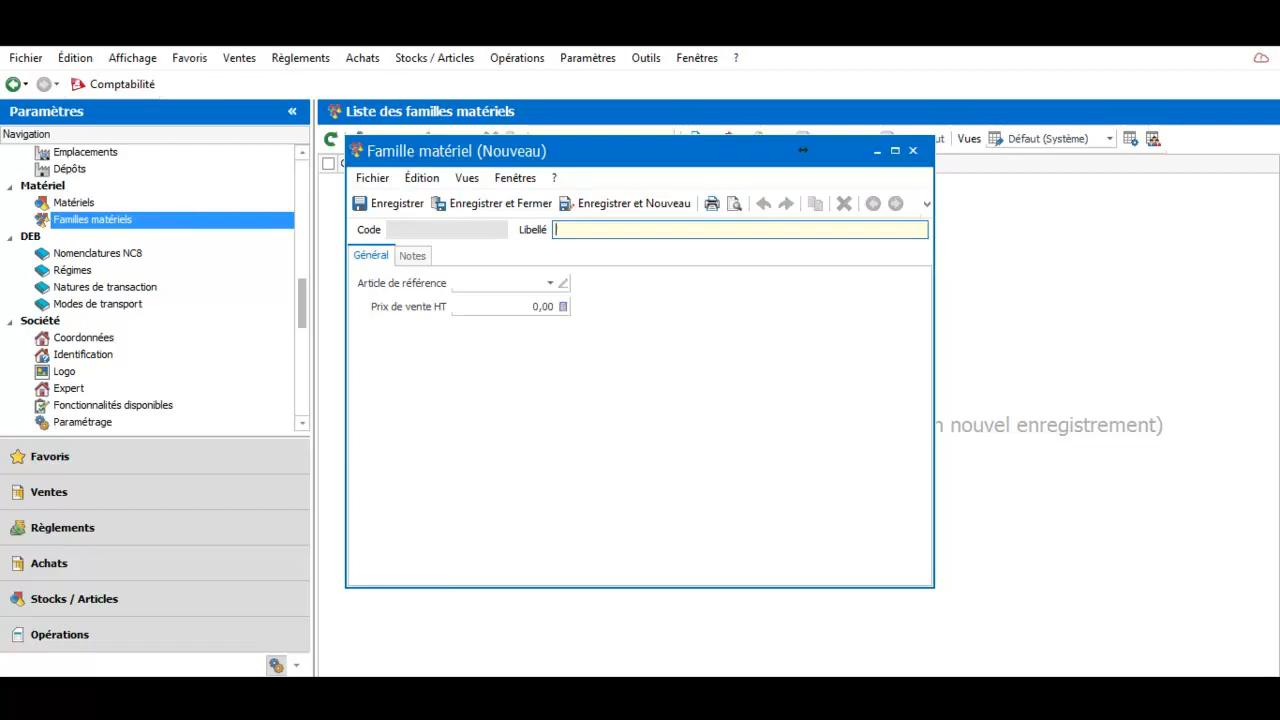 Fichier Édition Affichage Favoris Ventes Règlements Achats Stocks / Articles Opérations Paramètres Outils Fenêtres ?
Comptabilité
Paramètres «
Liste des familles matériels
Navigation
Vues Défaut (Système)
Emplacements
Dépôts
Matériel
Matériels
Familles matériels
DEB
Nomenclatures NC8
Régimes
Natures de transaction
Modes de transport
Société
Coordonnées
Identification
Logo
Expert
Fonctionnalités disponibles
Paramétrage
Favoris
Ventes
Règlements
Achats
Stocks / Articles
Opérations
Famille matériel (Nouveau)
Fichier Édition Vues Fenêtres ?
Enregistrer Enregistrer et Fermer Enregistrer et Nouveau
Code Libellé
Général Notes
Article de référence
Prix de vente HT 0,00
nouvel enregistrement)